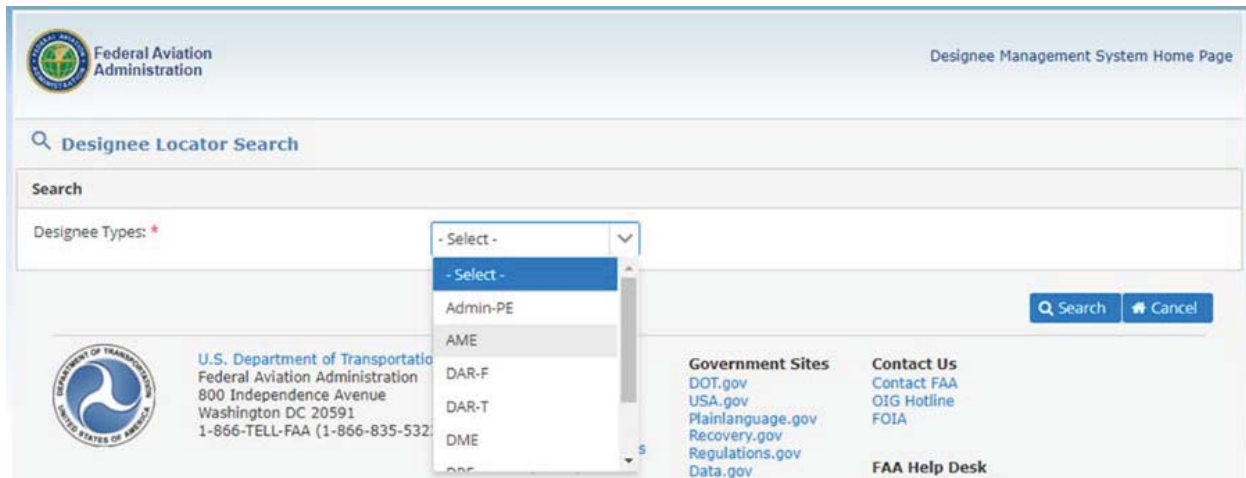 Federal Aviation
Administration
Designee Management System Home Page
Designee Locator Search
Search
Designee Types: *
- Select -
- Select -
Admin-PE
AME
DAR-F
DAR-T
DME
Search
Cancel
U.S. Department of
Federal Aviation Administration
800 Independence Avenue
Washington DC 20591
1-866-TELL-FAA (1-866-835-532
Government Sites
DOT.gov
USA.gov
Plainlanguage.gov
Recovery.gov
Regulations.gov
Data.gov
Contact Us
Contact FAA
OIG Hotline
FOIA
FAA Help Desk